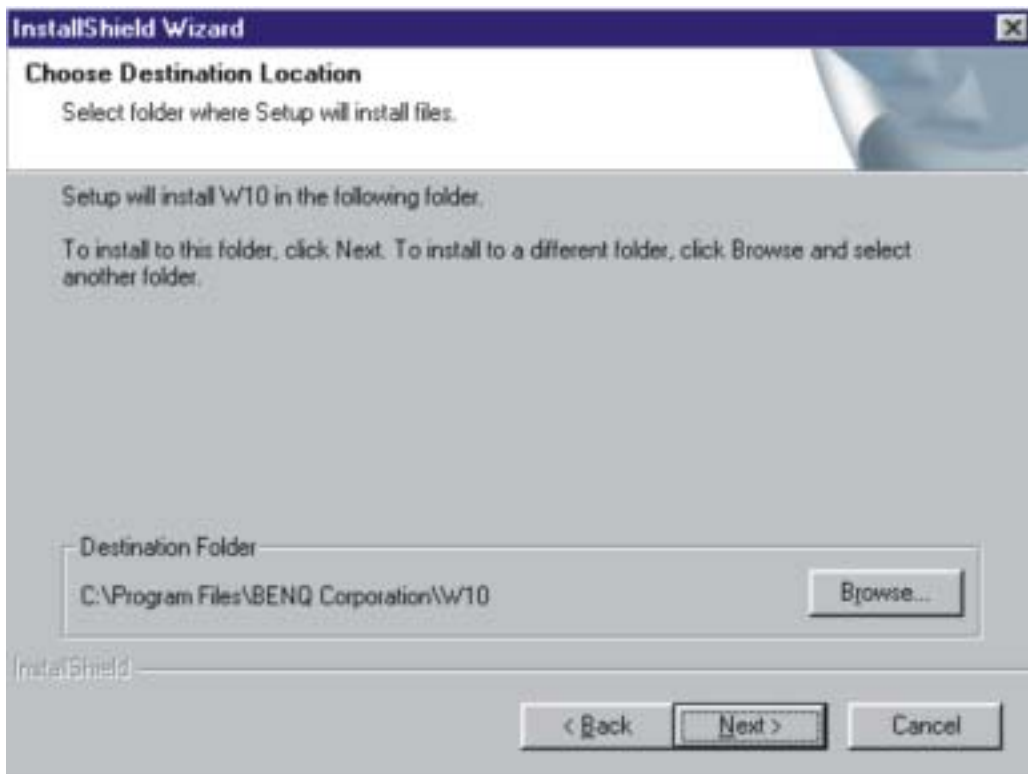 InstallShield Wizard
Choose Destination Location
Select folder where Setup will install files.
Setup will install W10 in the following folder.
To install to this folder, click Next. To install to a different folder, click Browse and select
another folder.
Destination Folder
C:\Program Files\BENQ Corporation\W10
Browse...
InstallShield
< Back
Next >
Cancel